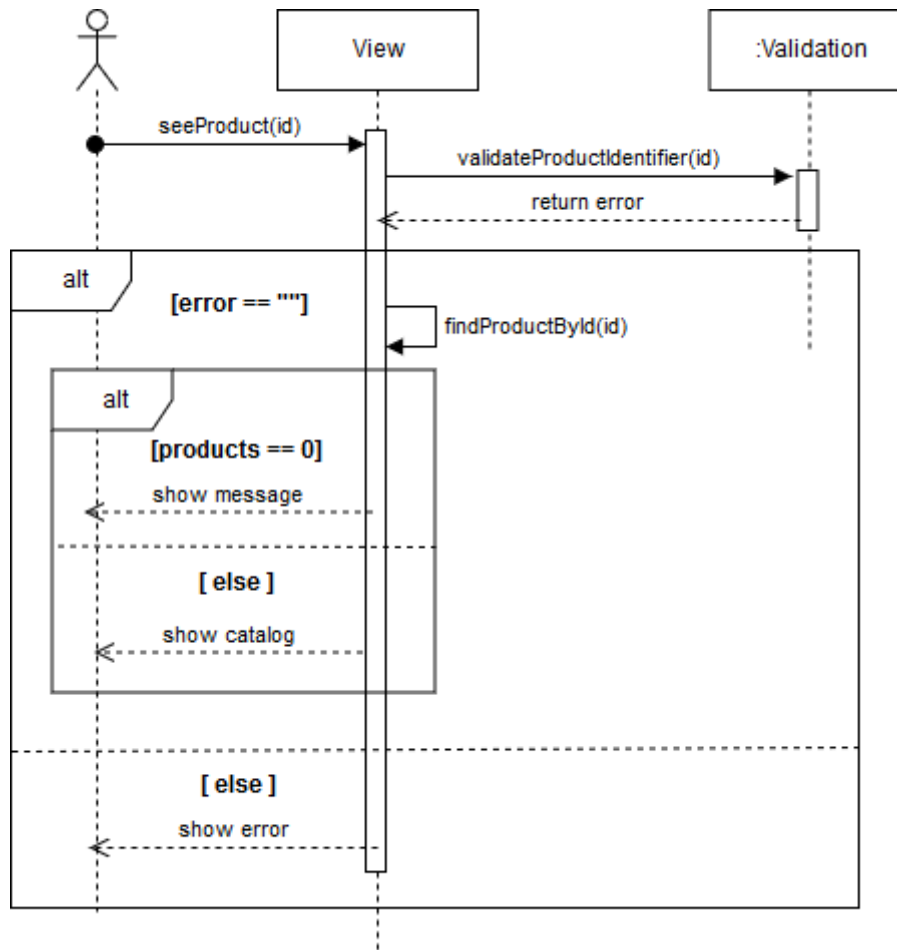 View
:Validation
seeProduct(id)
validateProductIdentifier(id)
return error
alt
[error == ""]
findProductById(id)
alt
[products == 0]
show message
[ else ]
show catalog
[ else ]
show error